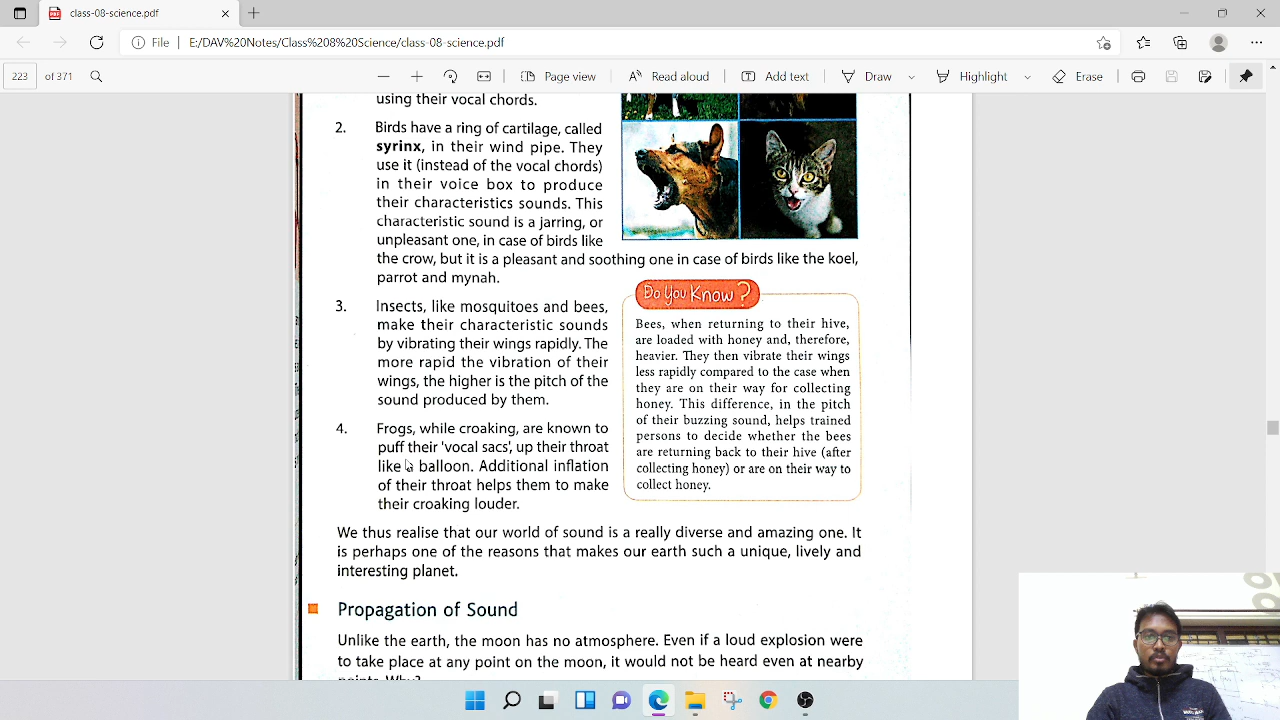 class-08-science.pdf
File
E:/DAV%20Notes/Class%208%20Science/class-08-science.pdf
223 of 371
Page view
Read aloud
Add text
Draw
Highlight
Erase
using their vocal chords.
2. Birds have a ring of cartilage, called
syrinx, in their wind pipe. They
use it (instead of the vocal chords)
in their voice box to produce
their characteristics sounds. This
characteristic sound is a jarring, or
unpleasant one, in case of birds like
the crow, but it is a pleasant and soothing one in case of birds like the koel,
parrot and mynah.
3. Insects, like mosquitoes and bees,
make their characteristic sounds
by vibrating their wings rapidly. The
more rapid the vibration of their
wings, the higher is the pitch of the
sound produced by them.
4. Frogs, while croaking, are known to
puff their 'vocal sacs', up their throat
like a balloon. Additional inflation
of their throat helps them to make
their croaking louder.
Do You Know ?
Bees, when returning to their hive,
are loaded with honey and, therefore,
heavier. They then vibrate their wings
less rapidly compared to the case when
they are on their way for collecting
honey. This difference, in the pitch
of their buzzing sound, helps trained
persons to decide whether the bees
are returning back to their hive (after
collecting honey) or are on their way to
collect honey.
We thus realise that our world of sound is a really diverse and amazing one. It
is perhaps one of the reasons that makes our earth such a unique, lively and
interesting planet.
Propagation of Sound
Unlike the earth, the moon has no atmosphere. Even if a loud explosion were
to take place at any point on the moon, it would not be heard even at nearby